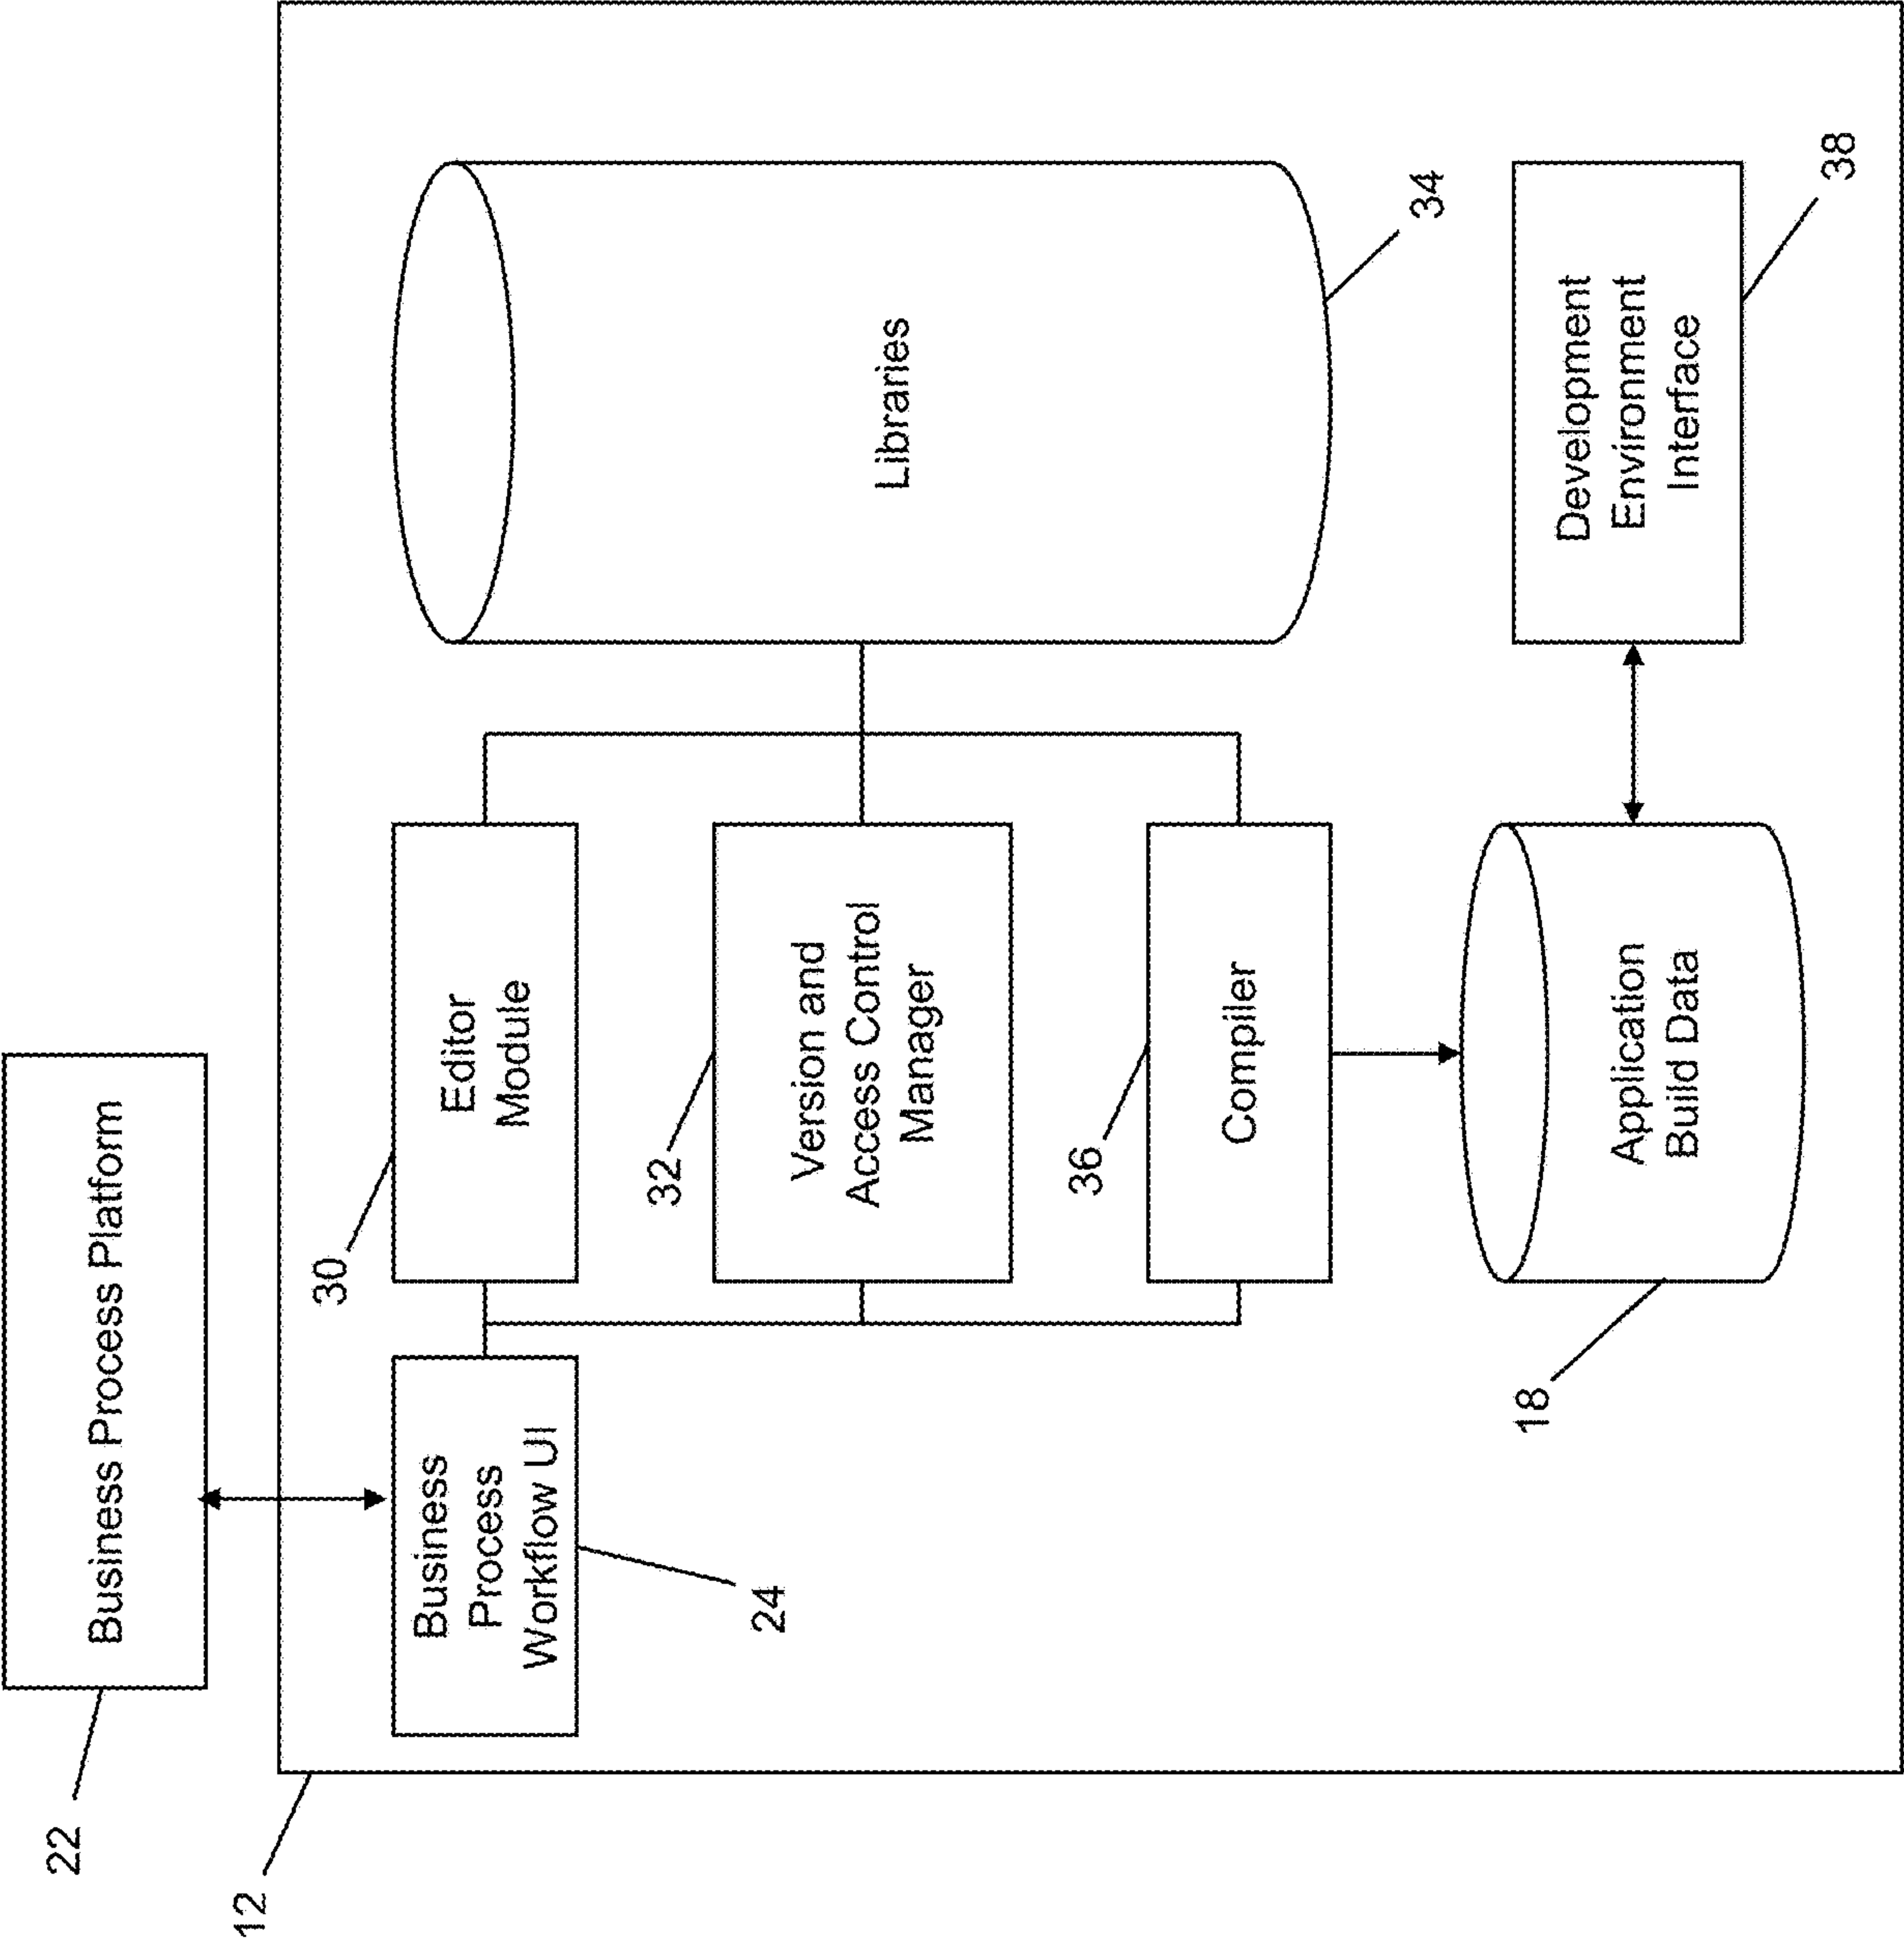 22
Business Process Platform
12
Business
Process
Workflow UI
24
30
Editor
Module
32
Version and
Access Control
Manager
36
Compiler
Libraries
34
18
Application
Build Data
Development
Environment
Interface
38